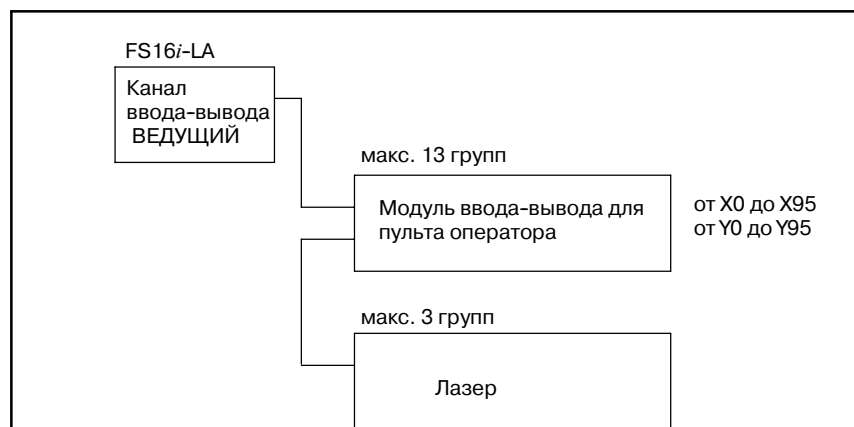 FS16i-LA
Канал
ввода-вывода
ВЕДУЩИЙ
макс. 13 групп
Модуль ввода-вывода для
пульта оператора
от X0 до X95
от Y0 до Y95
макс. 3 групп
Лазер